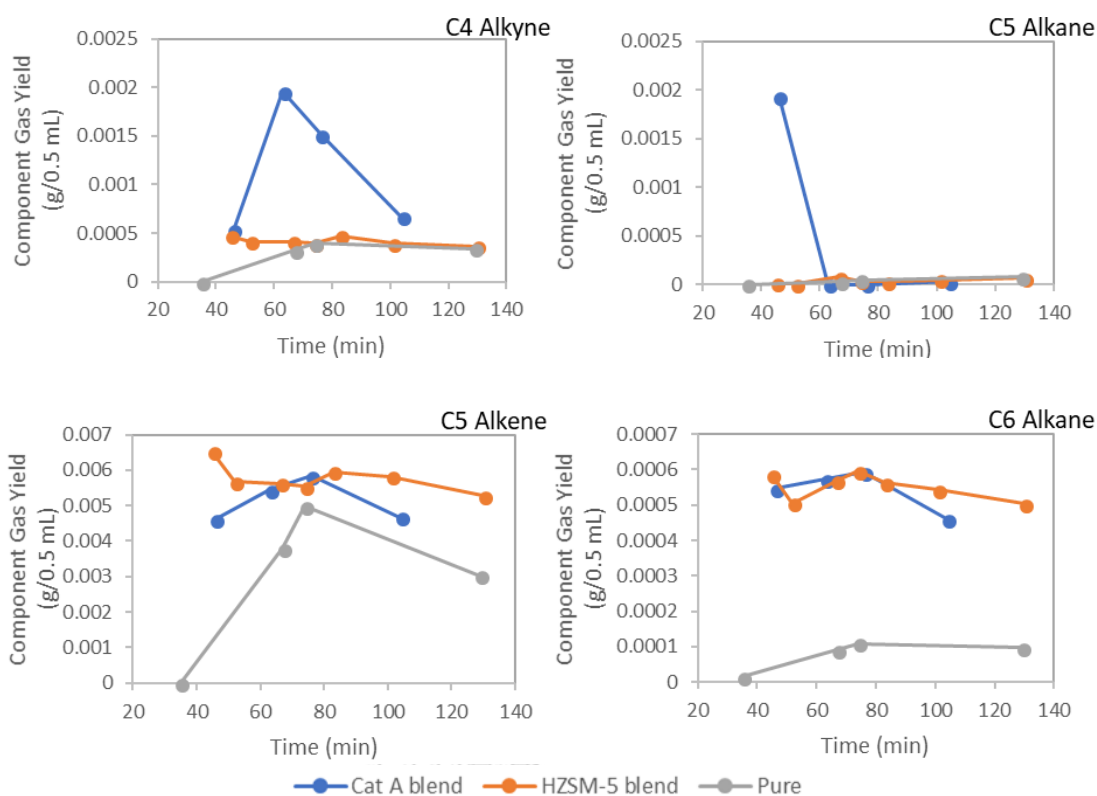 C4 Alkyne
Component Gas Yield
(g/0.5 mL)
0.0025
0.002
0.0015
0.001
0.0005
0
20 40 60 80 100 120 140
Time (min)
C5 Alkane
Component Gas Yield
(g/0.5 mL)
0.0025
0.002
0.0015
0.001
0.0005
0
20 40 60 80 100 120 140
Time (min)
C5 Alkene
Component Gas Yield
(g/0.5 mL)
0.007
0.006
0.005
0.004
0.003
0.002
0.001
0
20 40 60 80 100 120 140
Time (min)
C6 Alkane
Component Gas Yield
(g/0.5 mL)
0.0007
0.0006
0.0005
0.0004
0.0003
0.0002
0.0001
0
20 40 60 80 100 120 140
Time (min)
Cat A blend HZSM-5 blend Pure